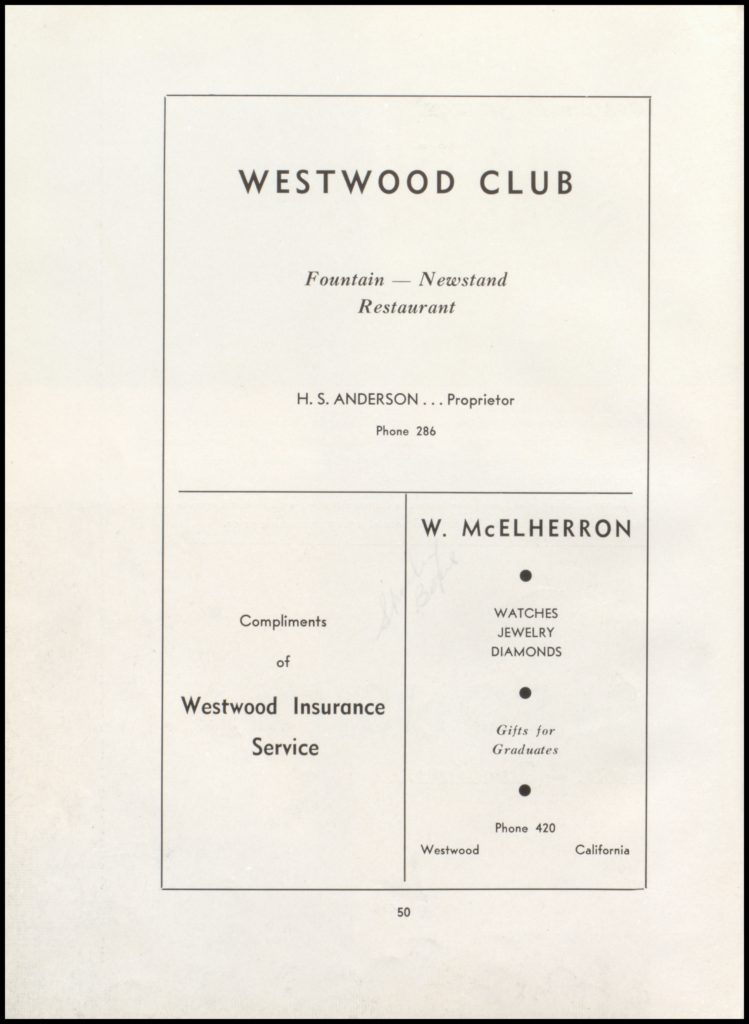 WESTWOOD CLUB
Fountain — Newstand
Restaurant
H. S. ANDERSON . . . Proprietor
Phone 286
Compliments
of
Westwood Insurance
Service
W. McELHERRON
WATCHES
JEWELRY
DIAMONDS
Gifts for
Graduates
Phone 420
Westwood California
50